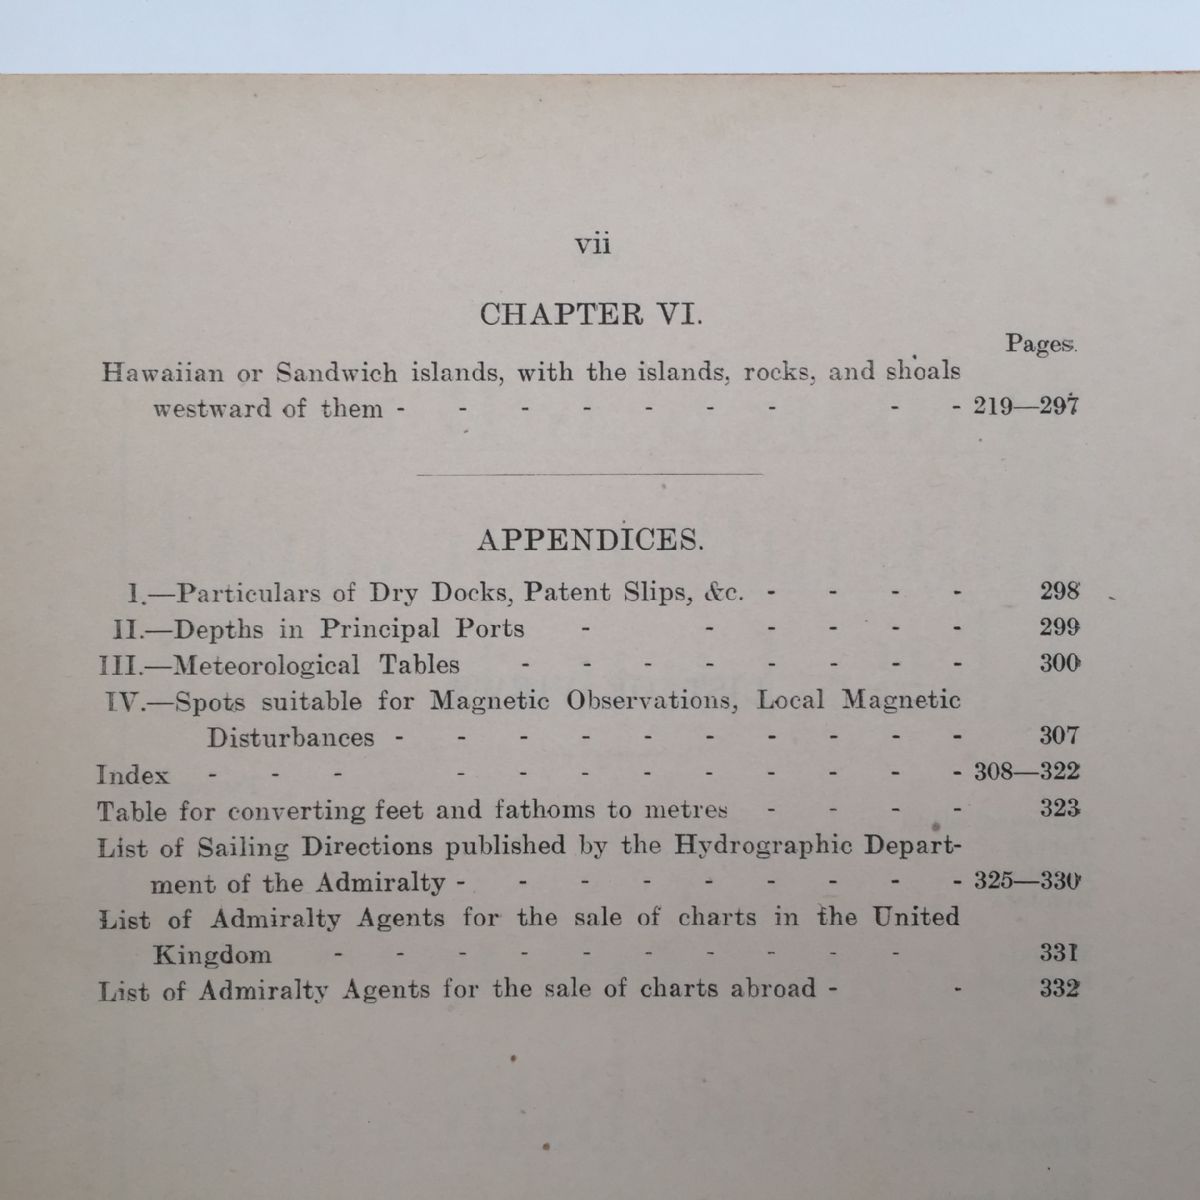 vii
CHAPTER VI.
Pages.
Hawaiian or Sandwich islands, with the islands, rocks, and shoals
westward of them - - - - - - - - - 219—297
APPENDICES.
I.—Particulars of Dry Docks, Patent Slips, &c. - - - - 298
II.—Depths in Principal Ports - - - - - - 299
III.—Meteorological Tables - - - - - - - - 300
IV.—Spots suitable for Magnetic Observations, Local Magnetic
Disturbances - - - - - - - - - - 307
Index - - - - - - - - - - - - 308—322
Table for converting feet and fathoms to metres - - - - 323
List of Sailing Directions published by the Hydrographic Depart-
ment of the Admiralty - - - - - - - - - 325—330
List of Admiralty Agents for the sale of charts in the United
Kingdom - - - - - - - - - - 331
List of Admiralty Agents for the sale of charts abroad - - 332